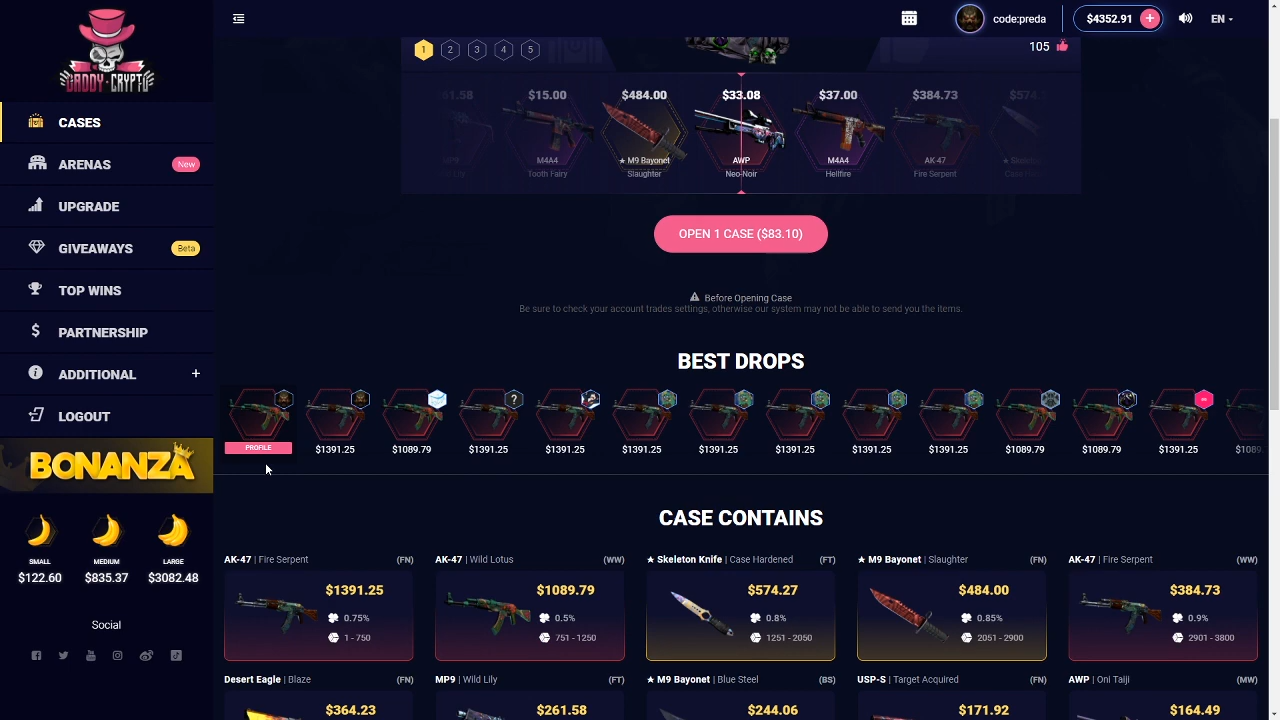 DADDY CRYPTO
code:preda
$4352.91
EN
CASES
ARENAS New
UPGRADE
GIVEAWAYS Beta
TOP WINS
PARTNERSHIP
ADDITIONAL +
LOGOUT
BONANZA
SMALL MEDIUM LARGE
$122.60 $835.37 $3082.48
Social
1 2 3 4 5
105
$15.00 $484.00 $33.08 $37.00 $384.73
M4A4 ★ M9 Bayonet AWP M4A4 AK-47
Tooth Fairy Slaughter Neo-Noir Hellfire Fire Serpent
OPEN 1 CASE ($83.10)
Before Opening Case
Be sure to check your account trades settings, otherwise our system may not be able to send you the items.
BEST DROPS
PROFILE $1391.25 $1089.79 $1391.25 $1391.25 $1391.25 $1391.25 $1391.25 $1391.25 $1391.25 $1089.79 $1089.79 $1391.25 $1089.
CASE CONTAINS
AK-47 | Fire Serpent (FN) AK-47 | Wild Lotus (WW) ★ Skeleton Knife | Case Hardened (FT) ★ M9 Bayonet | Slaughter (FN) AK-47 | Fire Serpent (WW)
$1391.25 $1089.79 $574.27 $484.00 $384.73
0.75% 0.5% 0.8% 0.85% 0.9%
1 - 750 751 - 1250 1251 - 2050 2051 - 2900 2901 - 3800
Desert Eagle | Blaze (FN) MP9 | Wild Lily (FT) ★ M9 Bayonet | Blue Steel (BS) USP-S | Target Acquired (FN) AWP | Oni Taiji (MW)
$364.23 $261.58 $244.06 $171.92 $164.49